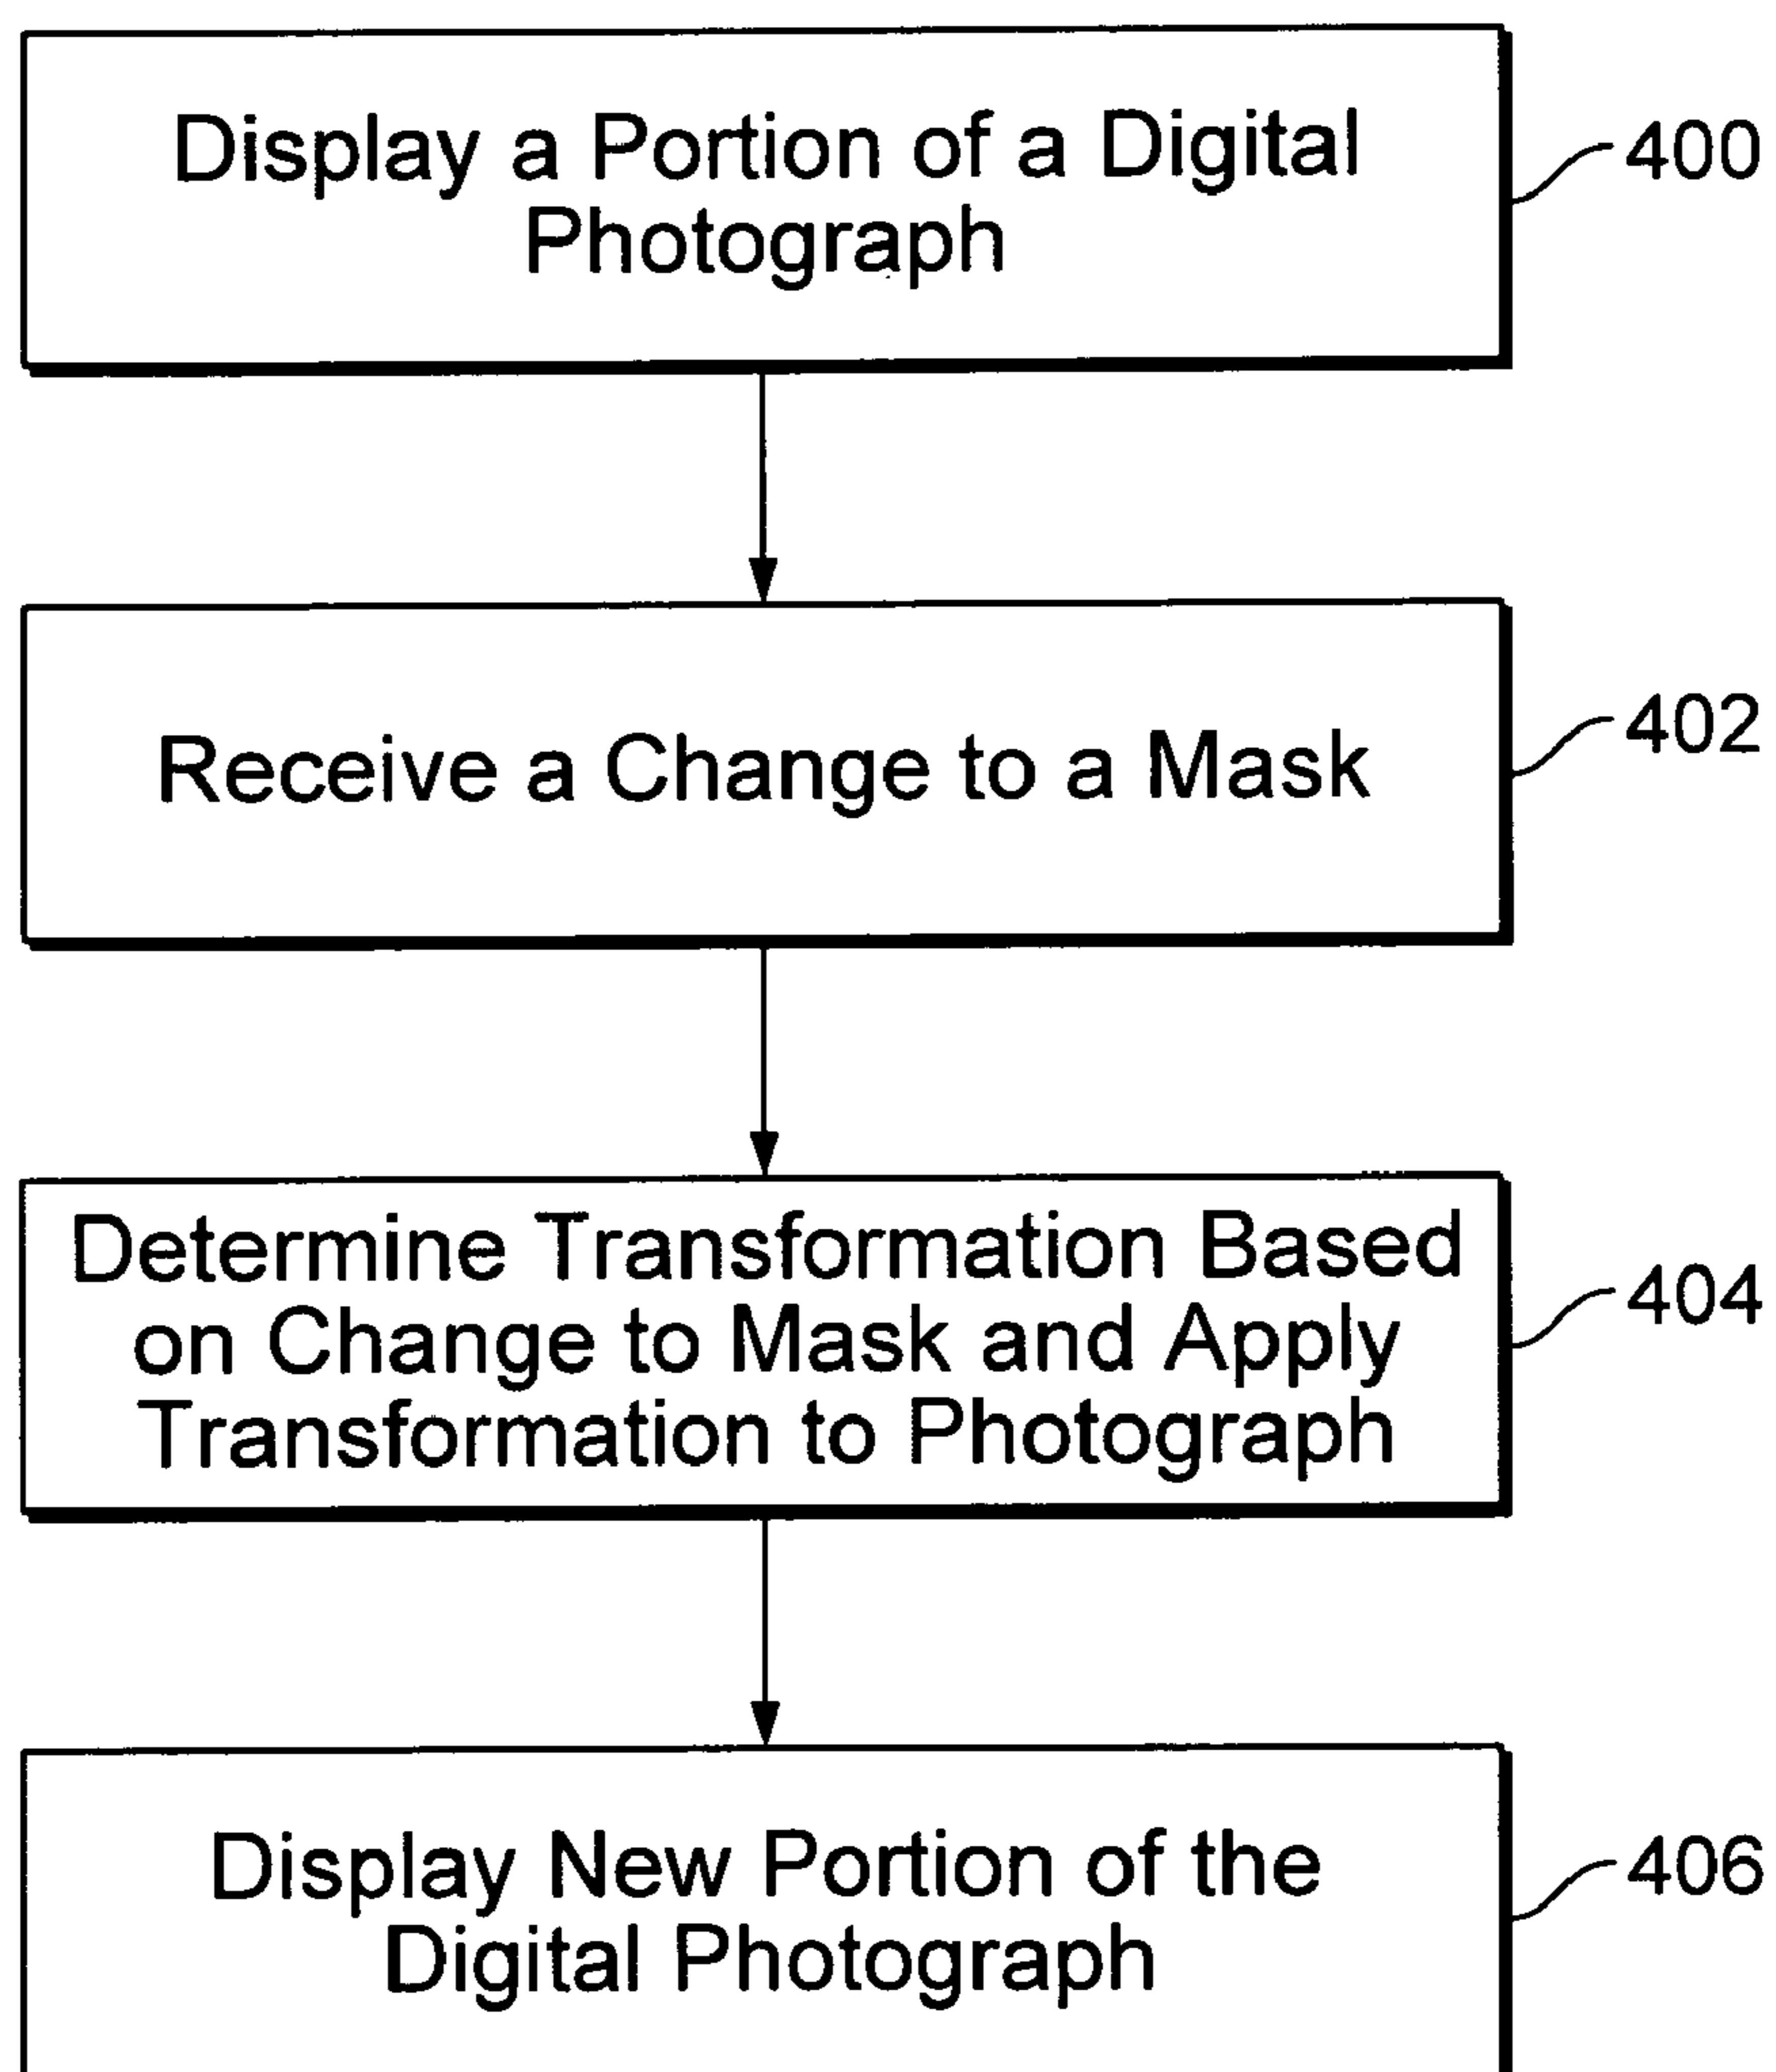 Display a Portion of a Digital
Photograph
400
Receive a Change to a Mask
402
Determine Transformation Based
on Change to Mask and Apply
Transformation to Photograph
404
Display New Portion of the
Digital Photograph
406